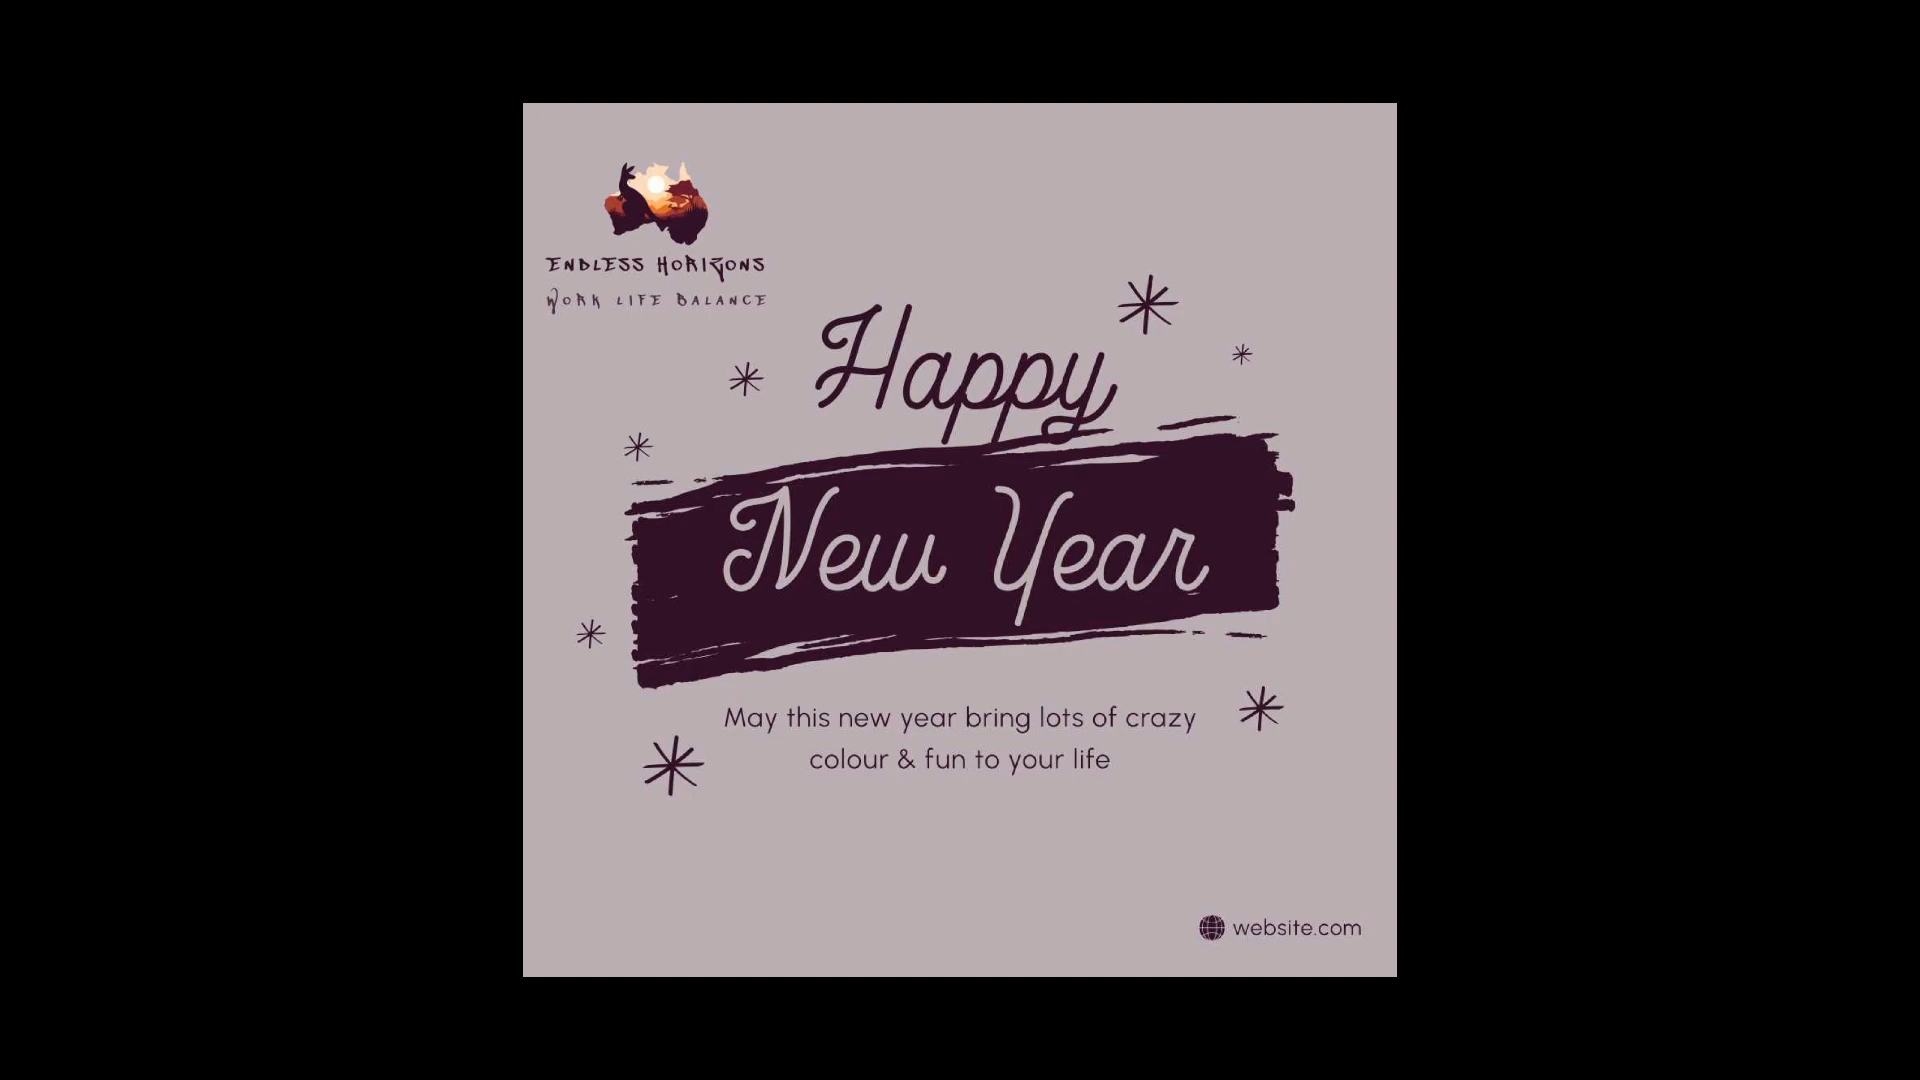 ENDLESS HORIZONS
WORK LIFE BALANCE
Happy
New Year
May this new year bring lots of crazy
colour & fun to your life
website.com